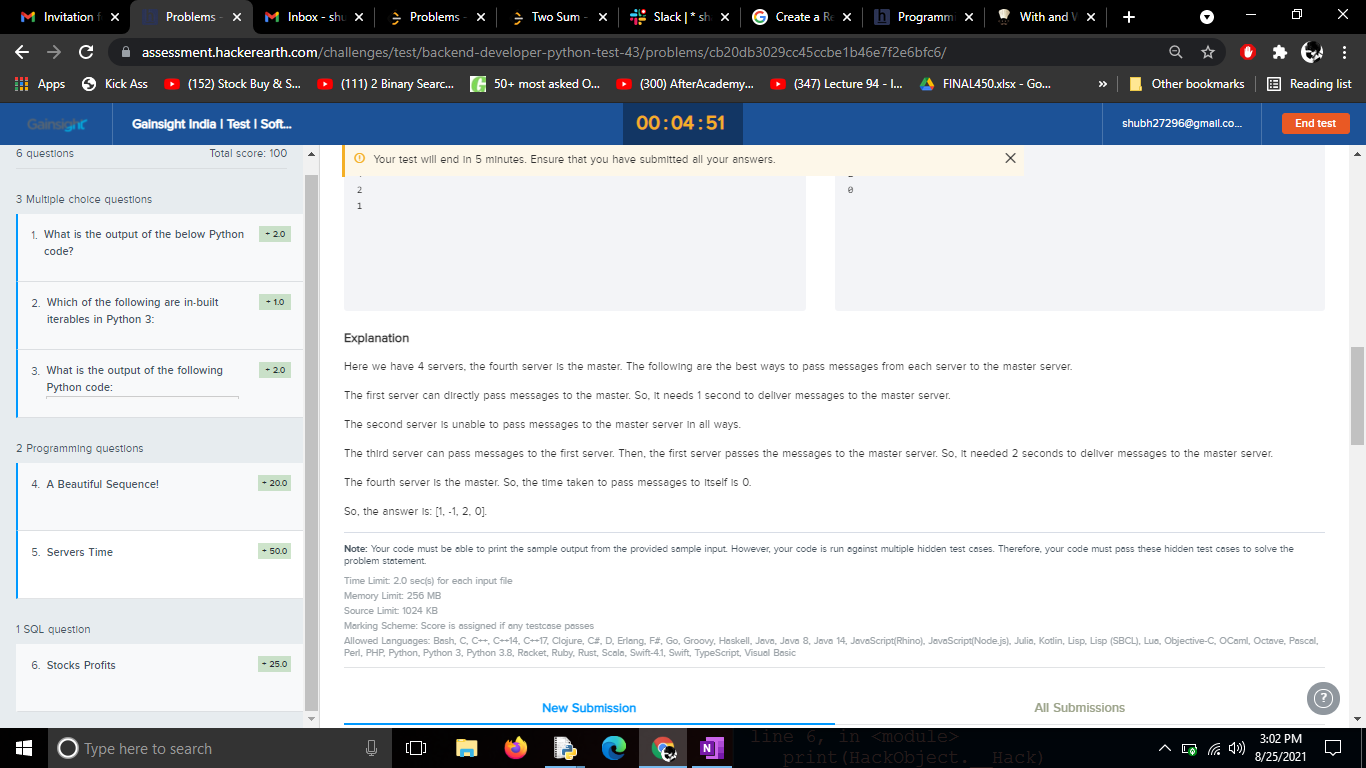 Invitation f
Problems -
Inbox - shu
Problems -
Two Sum -
Slack | * sh
Create a Re
Programm
With and W
assessment.hackerearth.com/challenges/test/backend-developer-python-test-43/problems/cb20db3029cc45ccbe1b46e7f2e6bfc6/
Apps
Kick Ass
(152) Stock Buy & S...
(111) 2 Binary Searc...
50+ most asked O...
(300) AfterAcademy...
(347) Lecture 94 - I...
FINAL450.xlsx - Go...
»
Other bookmarks
Reading list
Gainsight
Gainsight India | Test | Soft...
00:04:51
shubh27296@gmail.co...
End test
6 questions
Total score: 100
Your test will end in 5 minutes. Ensure that you have submitted all your answers.
2
1
0
3 Multiple choice questions
1. What is the output of the below Python
code?
+ 2.0
2. Which of the following are in-built
iterables in Python 3:
+ 1.0
3. What is the output of the following
Python code:
+ 2.0
2 Programming questions
4. A Beautiful Sequence!
+ 20.0
5. Servers Time
+ 50.0
1 SQL question
6. Stocks Profits
+ 25.0
Explanation
Here we have 4 servers, the fourth server is the master. The following are the best ways to pass messages from each server to the master server.
The first server can directly pass messages to the master. So, it needs 1 second to deliver messages to the master server.
The second server is unable to pass messages to the master server in all ways.
The third server can pass messages to the first server. Then, the first server passes the messages to the master server. So, it needed 2 seconds to deliver messages to the master server.
The fourth server is the master. So, the time taken to pass messages to itself is 0.
So, the answer is: [1, -1, 2, 0].
Note: Your code must be able to print the sample output from the provided sample input. However, your code is run against multiple hidden test cases. Therefore, your code must pass these hidden test cases to solve the
problem statement.
Time Limit: 2.0 sec(s) for each input file
Memory Limit: 256 MB
Source Limit: 1024 KB
Marking Scheme: Score is assigned if any testcase passes
Allowed Languages: Bash, C, C++, C++14, C++17, Clojure, C#, D, Erlang, F#, Go, Groovy, Haskell, Java, Java 8, Java 14, JavaScript(Rhino), JavaScript(Node.js), Julia, Kotlin, Lisp, Lisp (SBCL), Lua, Objective-C, OCaml, Octave, Pascal,
Perl, PHP, Python, Python 3, Python 3.8, Racket, Ruby, Rust, Scala, Swift-4.1, Swift, TypeScript, Visual Basic
New Submission
All Submissions
?
Type here to search
N
line 6, in <module>
print(HackObject.__Hack)
3:02 PM
8/25/2021